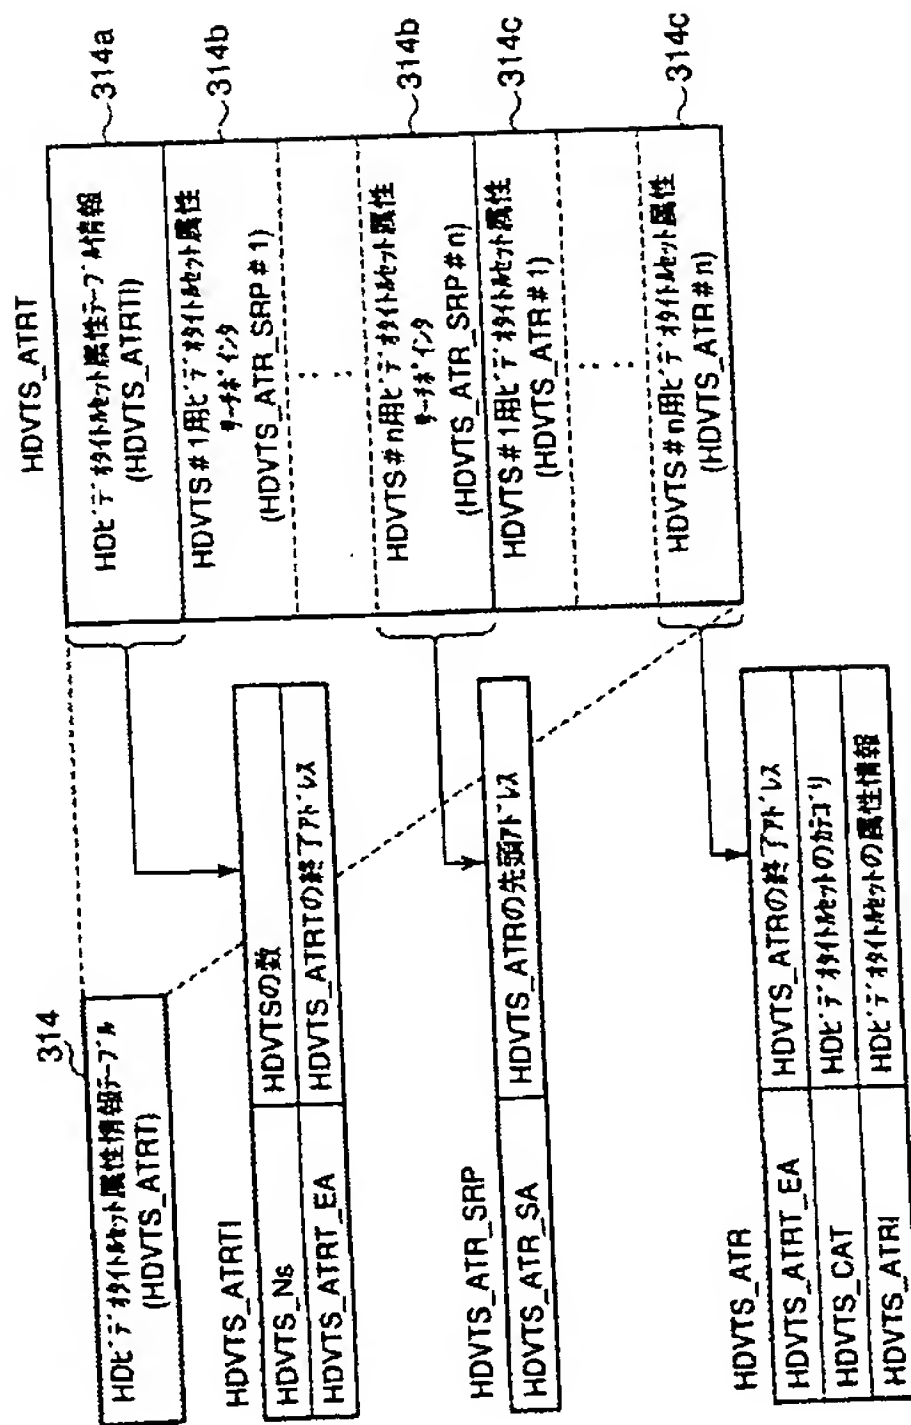 314
HDﾋﾞﾃﾞｵﾀｲﾄﾙｾｯﾄ属性情報ﾃｰﾌﾞﾙ
(HDVTS_ATRT)
HDVTS_ATRT
HDﾋﾞﾃﾞｵﾀｲﾄﾙｾｯﾄ属性ﾃｰﾌﾞﾙ情報
(HDVTS_ATRTI)
314a
HDVTS#1用ﾋﾞﾃﾞｵﾀｲﾄﾙｾｯﾄ属性
ｻｰﾁﾎﾟｲﾝﾀ
(HDVTS_ATR_SRP#1)
314b
HDVTS#n用ﾋﾞﾃﾞｵﾀｲﾄﾙｾｯﾄ属性
ｻｰﾁﾎﾟｲﾝﾀ
(HDVTS_ATR_SRP#n)
314b
HDVTS#1用ﾋﾞﾃﾞｵﾀｲﾄﾙｾｯﾄ属性
(HDVTS_ATR#1)
314c
HDVTS#n用ﾋﾞﾃﾞｵﾀｲﾄﾙｾｯﾄ属性
(HDVTS_ATR#n)
314c
HDVTS_ATRTI
HDVTS_Ns HDVTSの数
HDVTS_ATRT_EA HDVTS_ATRTの終了ｱﾄﾞﾚｽ
HDVTS_ATR_SRP
HDVTS_ATR_SA HDVTS_ATRの先頭ｱﾄﾞﾚｽ
HDVTS_ATR
HDVTS_ATRT_EA HDVTS_ATRの終了ｱﾄﾞﾚｽ
HDVTS_CAT HDﾋﾞﾃﾞｵﾀｲﾄﾙｾｯﾄのｶﾃｺﾞﾘ
HDVTS_ATRI HDﾋﾞﾃﾞｵﾀｲﾄﾙｾｯﾄの属性情報